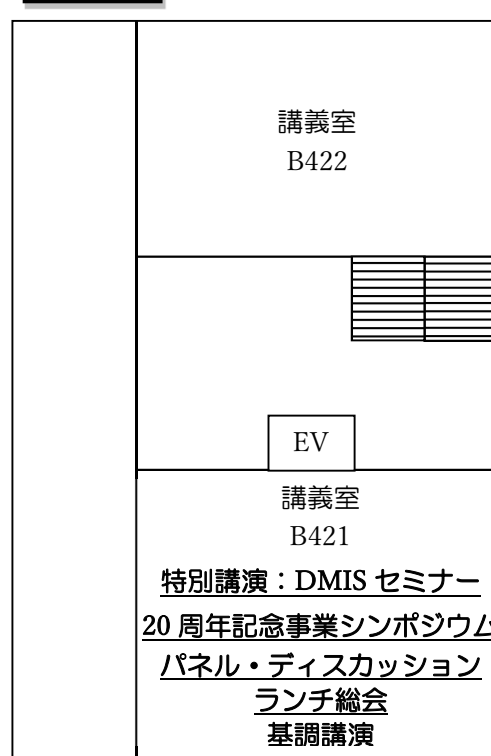 講義室
B422
EV
講義室
B421
特別講演：DMIS セミナー
20 周年記念事業シンポジウム
パネル・ディスカッション
ランチ総会
基調講演